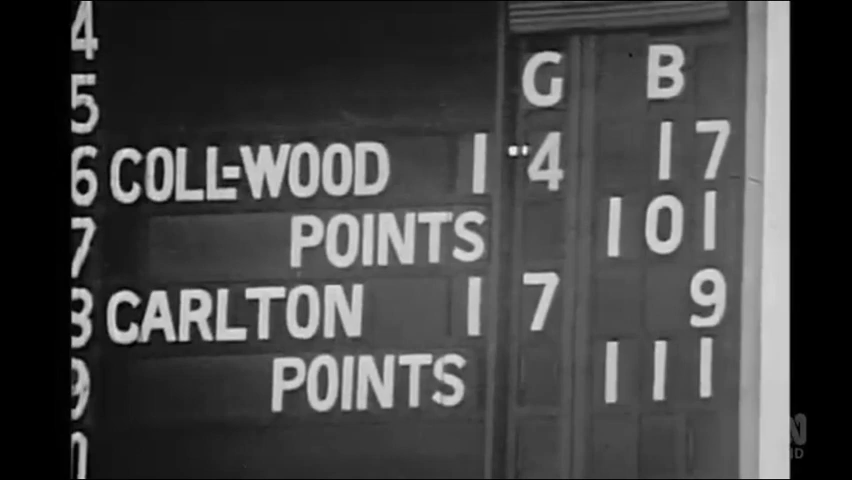 4
G B
5
6 COLL-WOOD 14 17
7 POINTS 101
8 CARLTON 17 9
9 POINTS 111